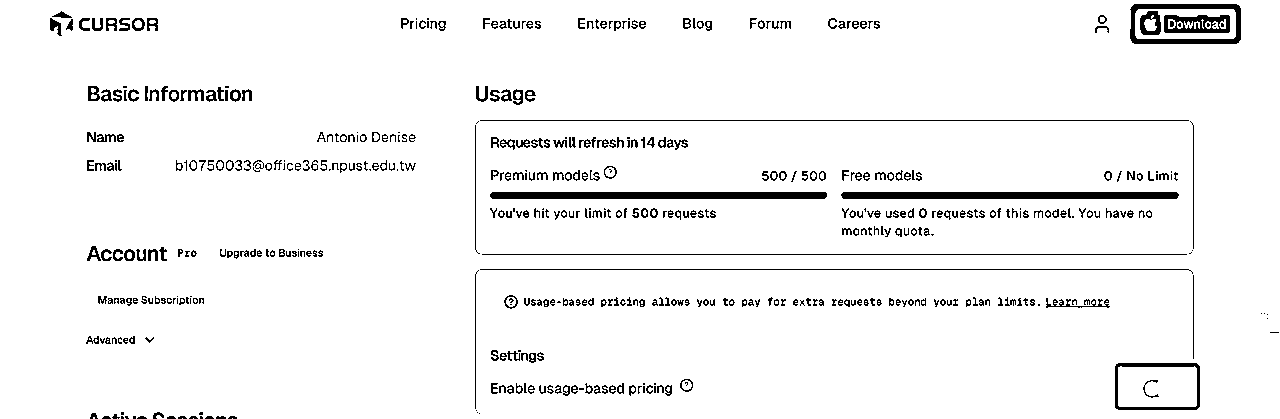 CURSOR
Pricing Features Enterprise Blog Forum Careers
Download
Basic Information
Name Antonio Denise
Email b10750033@office365.npust.edu.tw
Account Pro Upgrade to Business
Manage Subscription
Advanced
Active Sessions
Usage
Requests will refresh in 14 days
Premium models 500 / 500
You've hit your limit of 500 requests
Free models 0 / No Limit
You've used 0 requests of this model. You have no
monthly quota.
Usage-based pricing allows you to pay for extra requests beyond your plan limits. Learn more
Settings
Enable usage-based pricing